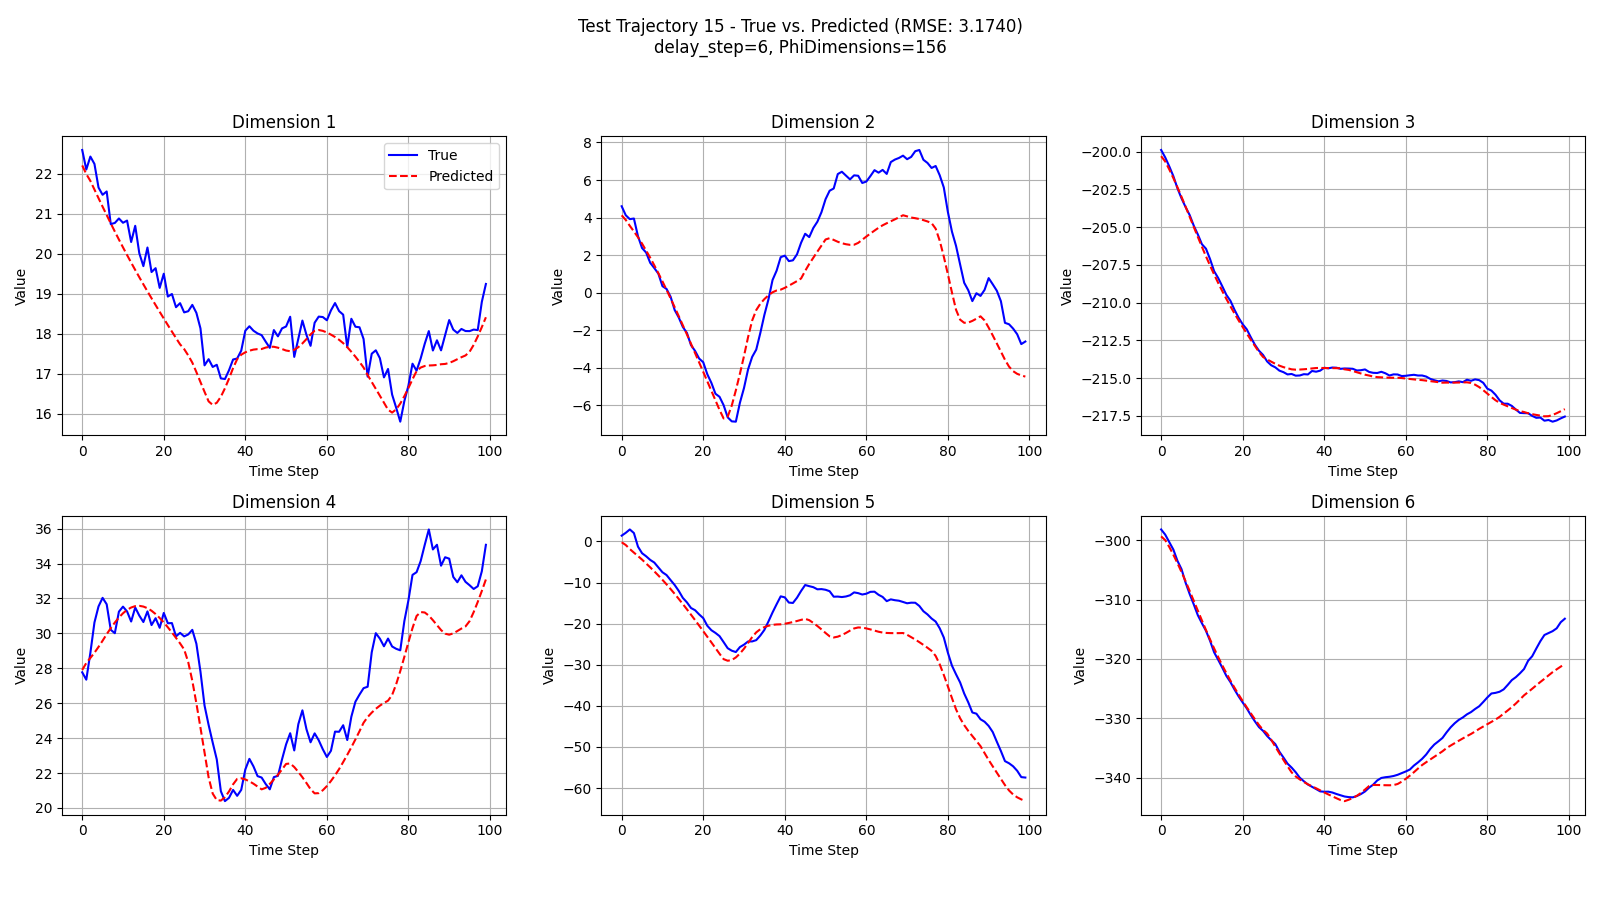 Test Trajectory 15 - True vs. Predicted (RMSE: 3.1740)
delay_step=6, PhiDimensions=156
Dimension 1
True
Predicted
Value
22
21
20
19
18
17
16
0 20 40 60 80 100
Time Step
Dimension 2
Value
8
6
4
2
0
−2
−4
−6
0 20 40 60 80 100
Time Step
Dimension 3
Value
−200.0
−202.5
−205.0
−207.5
−210.0
−212.5
−215.0
−217.5
0 20 40 60 80 100
Time Step
Dimension 4
Value
36
34
32
30
28
26
24
22
20
0 20 40 60 80 100
Time Step
Dimension 5
Value
0
−10
−20
−30
−40
−50
−60
0 20 40 60 80 100
Time Step
Dimension 6
Value
−300
−310
−320
−330
−340
0 20 40 60 80 100
Time Step